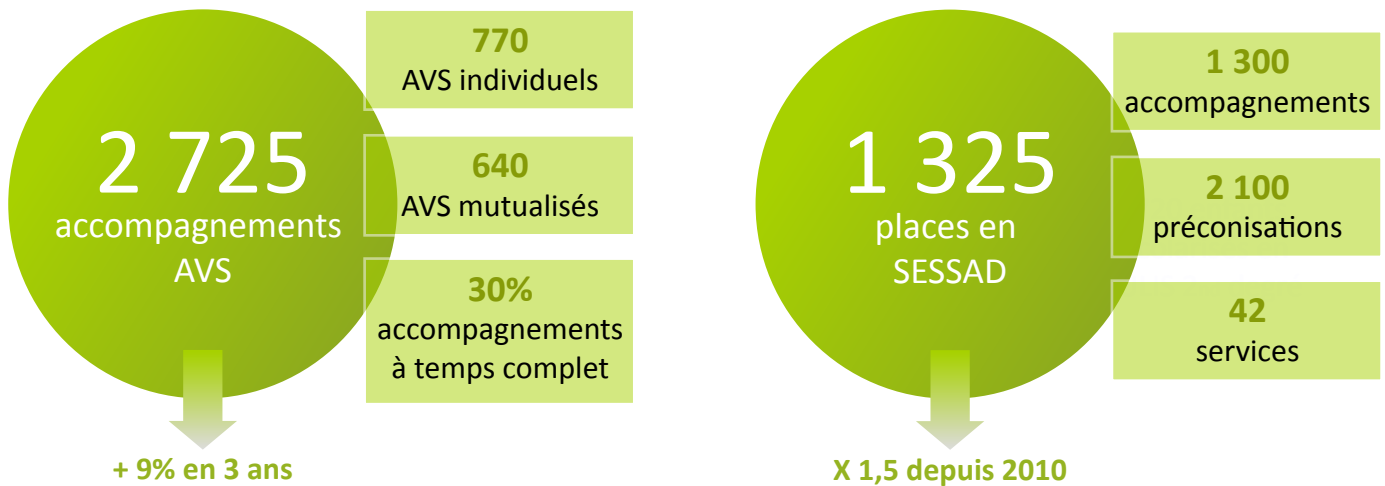 2 725
accompagnements
AVS
770
AVS individuels
640
AVS mutualisés
30%
accompagnements
à temps complet
+ 9% en 3 ans
1 325
places en
SESSAD
1 300
accompagnements
2 100
préconisations
42
services
X 1,5 depuis 2010